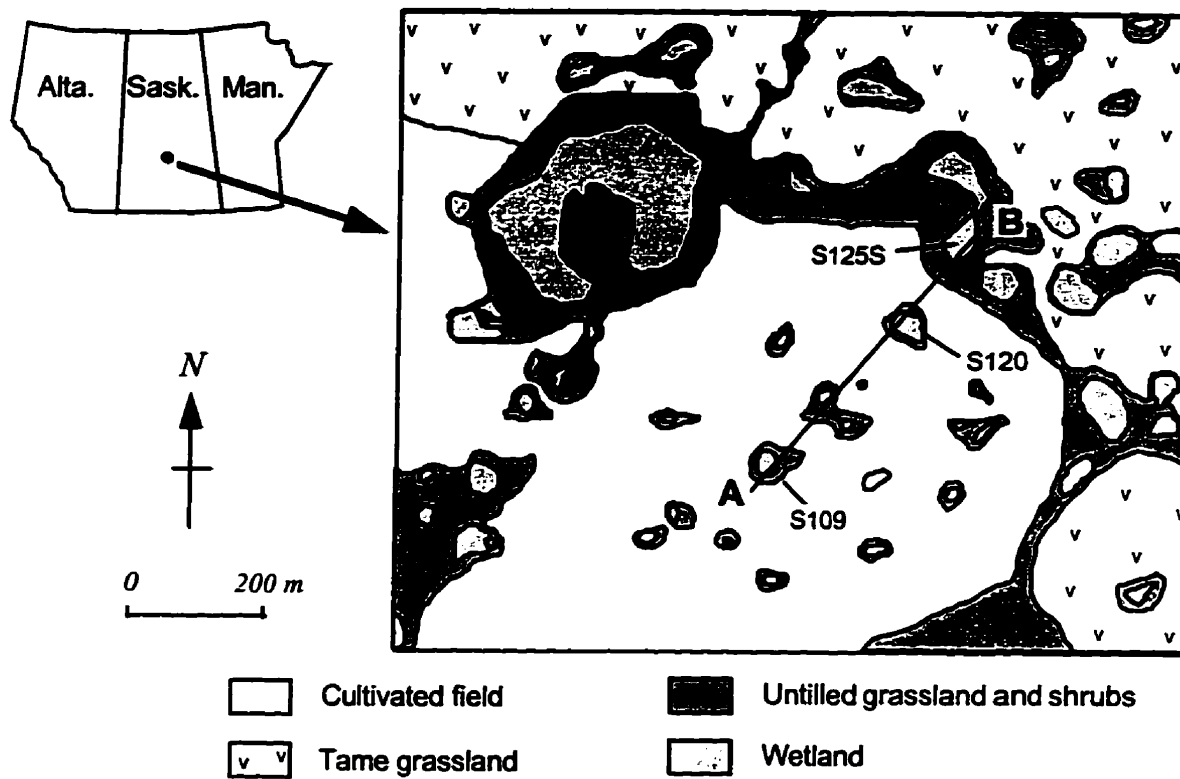 Alta. Sask. Man.
B
S125S
S120
A
S109
N
0 200 m
Cultivated field
Untilled grassland and shrubs
v v Tame grassland
Wetland